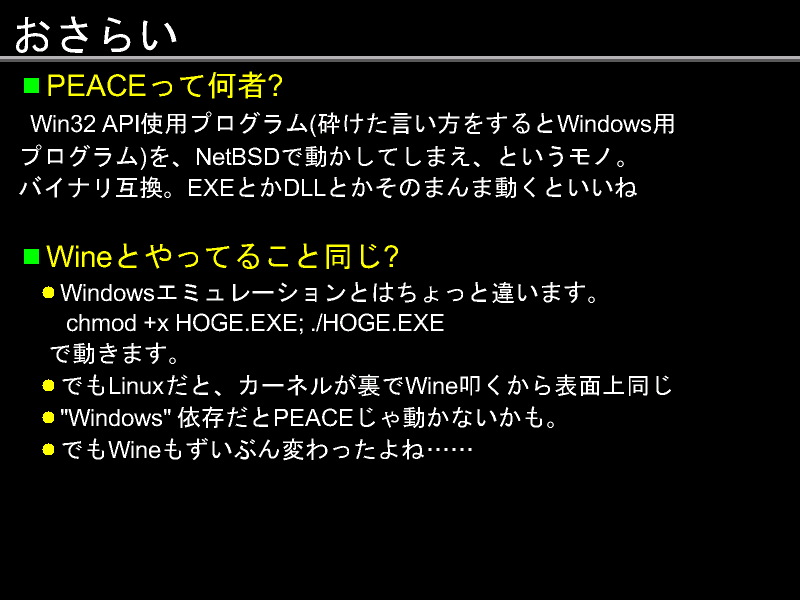 おさらい
PEACEって何者?
Win32 API使用プログラム(砕けた言い方をするとWindows用
プログラム)を、NetBSDで動かしてしまえ、というモノ。
バイナリ互換。EXEとかDLLとかそのまんま動くといいね
Wineとやってること同じ?
Windowsエミュレーションとはちょっと違います。
chmod +x HOGE.EXE; ./HOGE.EXE
で動きます。
でもLinuxだと、カーネルが裏でWine叩くから表面上同じ
"Windows" 依存だとPEACEじゃ動かないかも。
でもWineもずいぶん変わったよね……